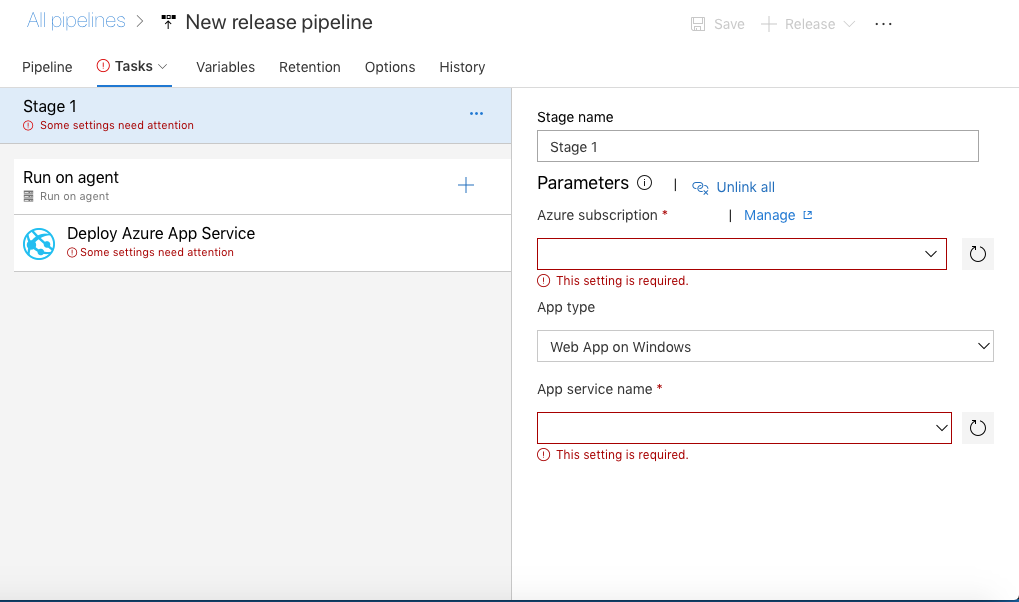 All pipelines > New release pipeline
Save + Release ...
Pipeline Tasks Variables Retention Options History
Stage 1
Some settings need attention
...
Run on agent
Run on agent
Deploy Azure App Service
Some settings need attention
Stage name
Stage 1
Parameters | Unlink all
Azure subscription * | Manage
This setting is required.
App type
Web App on Windows
App service name *
This setting is required.